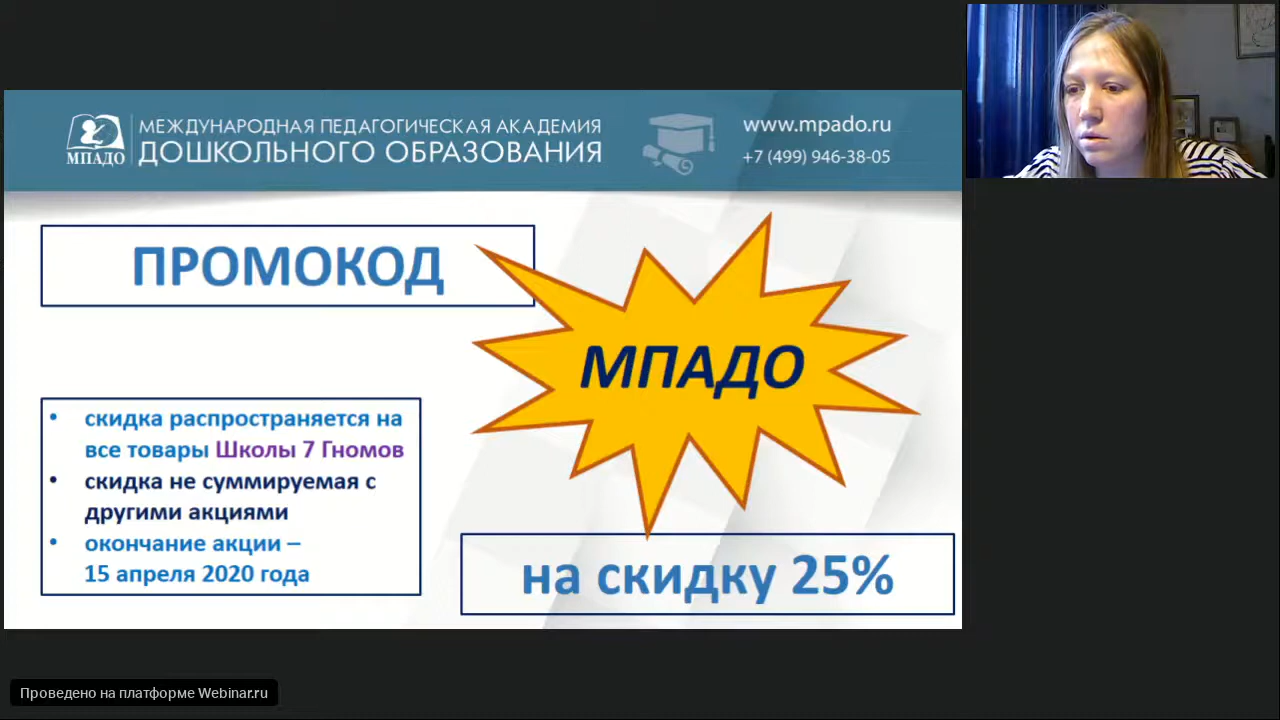 МПАДО
МЕЖДУНАРОДНАЯ ПЕДАГОГИЧЕСКАЯ АКАДЕМИЯ
ДОШКОЛЬНОГО ОБРАЗОВАНИЯ
www.mpado.ru
+7 (499) 946-38-05
ПРОМОКОД
МПАДО
• скидка распространяется на
все товары Школы 7 Гномов
• скидка не суммируемая с
другими акциями
• окончание акции –
15 апреля 2020 года
на скидку 25%
Проведено на платформе Webinar.ru